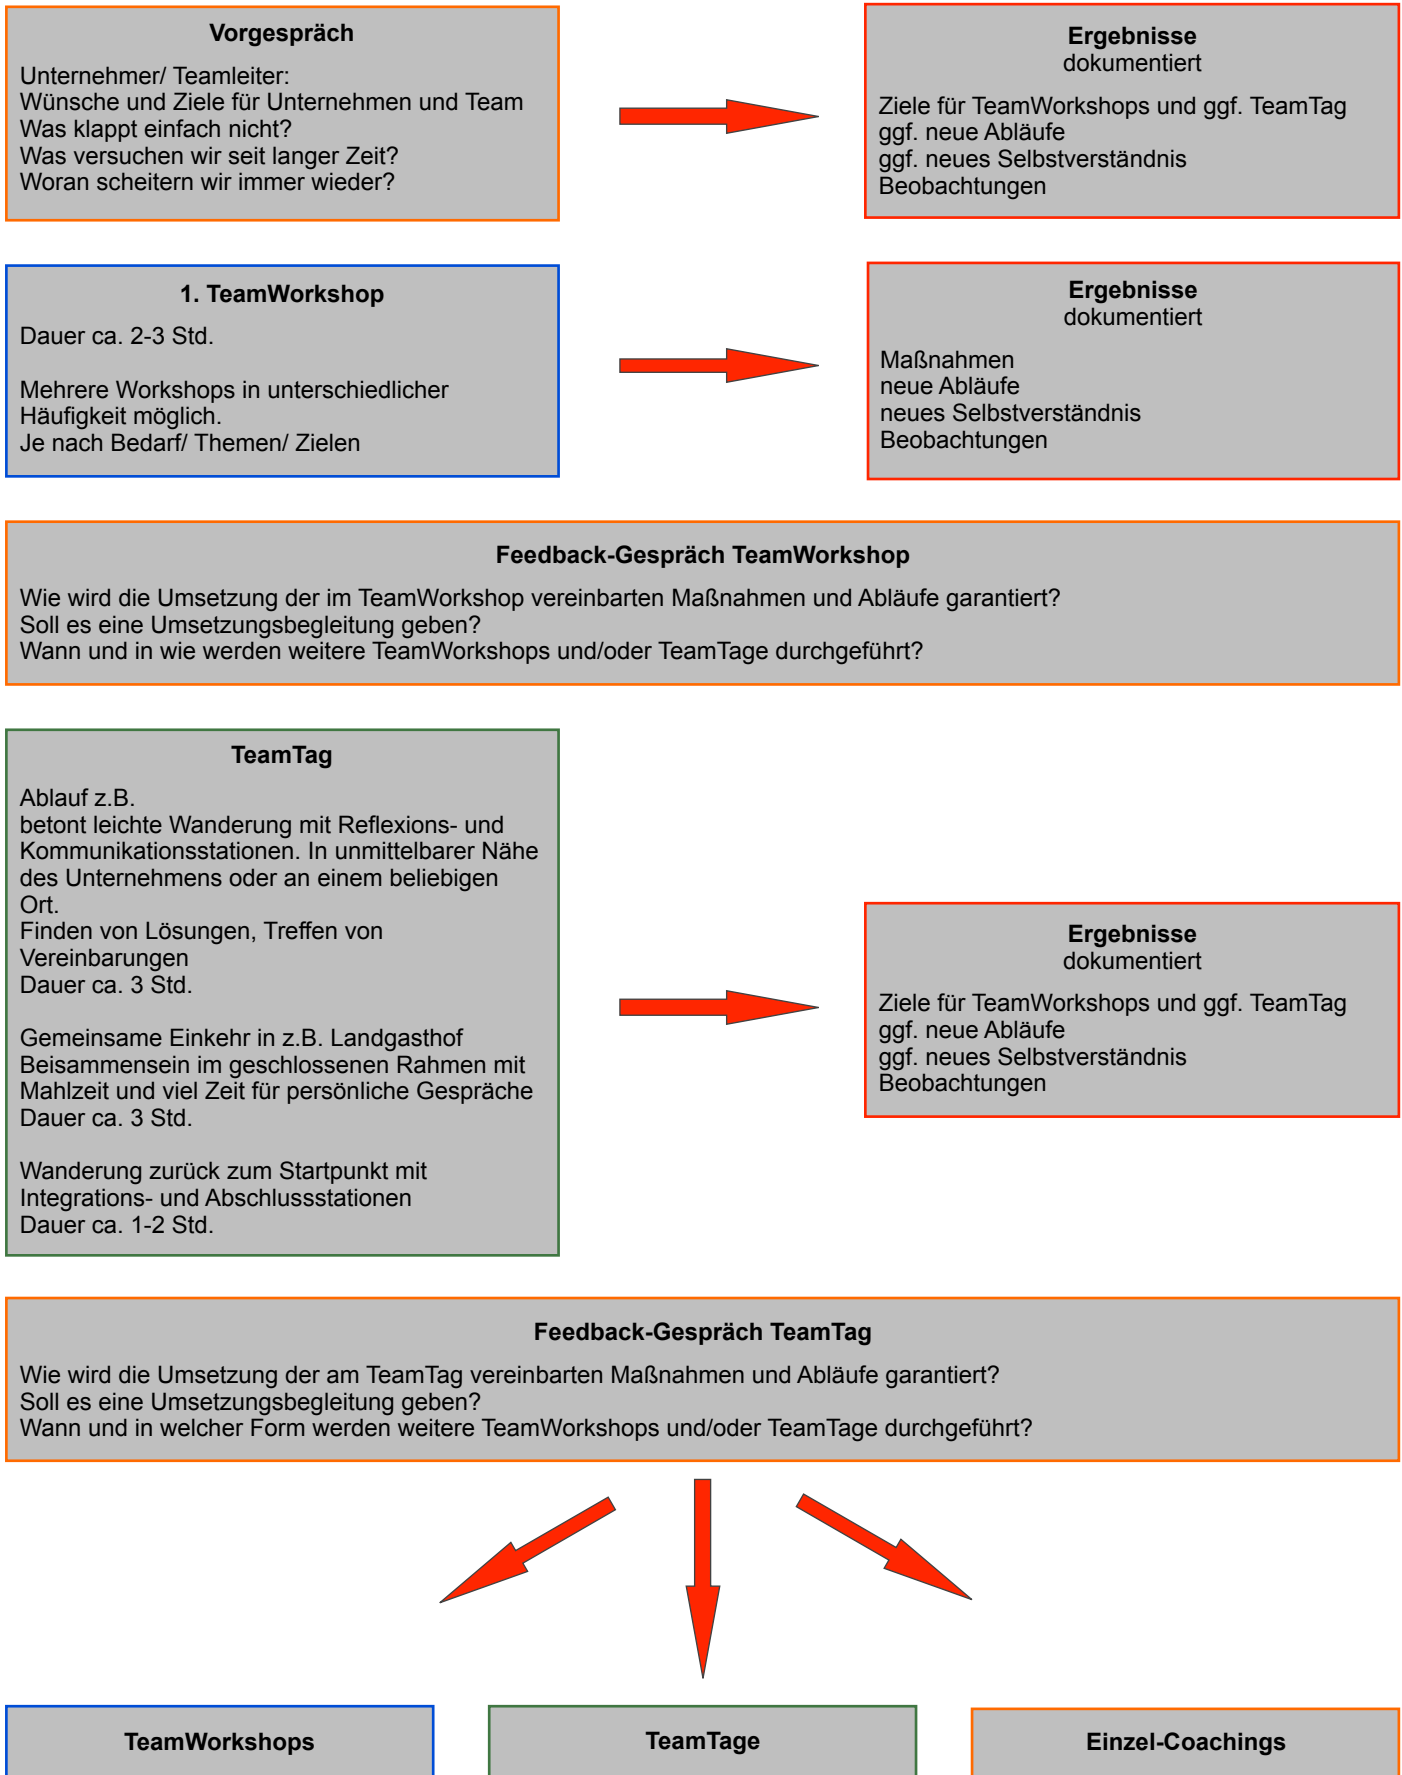 Vorgespräch
Unternehmer/ Teamleiter:
Wünsche und Ziele für Unternehmen und Team
Was klappt einfach nicht?
Was versuchen wir seit langer Zeit?
Woran scheitern wir immer wieder?
Ergebnisse
dokumentiert
Ziele für TeamWorkshops und ggf. TeamTag
ggf. neue Abläufe
ggf. neues Selbstverständnis
Beobachtungen
1. TeamWorkshop
Dauer ca. 2-3 Std.
Mehrere Workshops in unterschiedlicher
Häufigkeit möglich.
Je nach Bedarf/ Themen/ Zielen
Ergebnisse
dokumentiert
Maßnahmen
neue Abläufe
neues Selbstverständnis
Beobachtungen
Feedback-Gespräch TeamWorkshop
Wie wird die Umsetzung der im TeamWorkshop vereinbarten Maßnahmen und Abläufe garantiert?
Soll es eine Umsetzungsbegleitung geben?
Wann und in wie werden weitere TeamWorkshops und/oder TeamTage durchgeführt?
TeamTag
Ablauf z.B.
betont leichte Wanderung mit Reflexions- und
Kommunikationsstationen. In unmittelbarer Nähe
des Unternehmens oder an einem beliebigen
Ort.
Finden von Lösungen, Treffen von
Vereinbarungen
Dauer ca. 3 Std.
Gemeinsame Einkehr in z.B. Landgasthof
Beisammensein im geschlossenen Rahmen mit
Mahlzeit und viel Zeit für persönliche Gespräche
Dauer ca. 3 Std.
Wanderung zurück zum Startpunkt mit
Integrations- und Abschlussstationen
Dauer ca. 1-2 Std.
Ergebnisse
dokumentiert
Ziele für TeamWorkshops und ggf. TeamTag
ggf. neue Abläufe
ggf. neues Selbstverständnis
Beobachtungen
Feedback-Gespräch TeamTag
Wie wird die Umsetzung der am TeamTag vereinbarten Maßnahmen und Abläufe garantiert?
Soll es eine Umsetzungsbegleitung geben?
Wann und in welcher Form werden weitere TeamWorkshops und/oder TeamTage durchgeführt?
TeamWorkshops
TeamTage
Einzel-Coachings